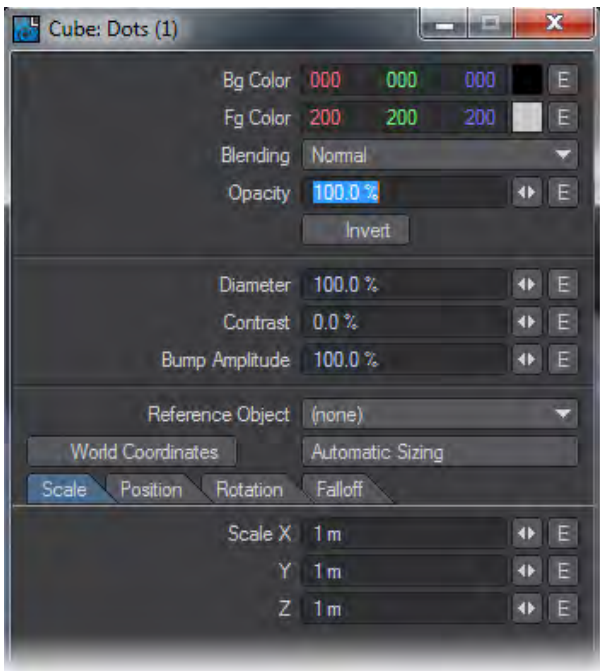 Cube: Dots (1)
Bg Color 000 000 000 E
Fg Color 200 200 200 E
Blending Normal
Opacity 100.0 % E
Invert
Diameter 100.0 % E
Contrast 0.0 % E
Bump Amplitude 100.0 % E
Reference Object (none)
World Coordinates Automatic Sizing
Scale Position Rotation Falloff
Scale X 1 m E
Y 1 m E
Z 1 m E